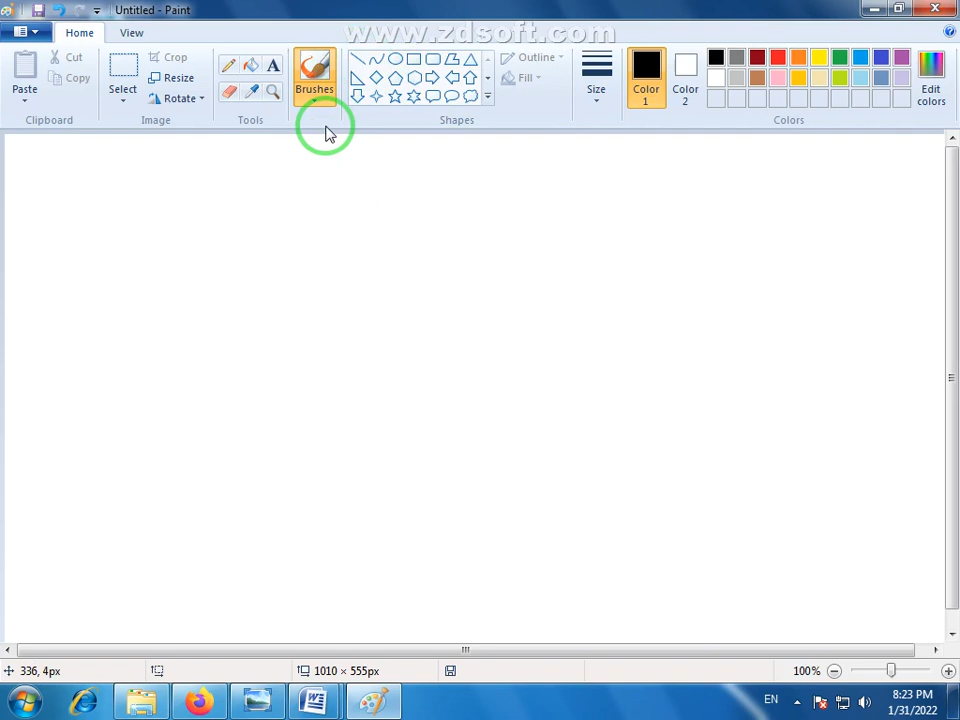 Untitled - Paint
Home
View
www.zdsoft.com
Paste
Cut
Copy
Clipboard
Select
Crop
Resize
Rotate
Image
A
Tools
Brushes
Outline
Fill
Shapes
Size
Color
1
Color
2
Edit
colors
Colors
336, 4px
1010 × 555px
100%
EN
8:23 PM
1/31/2022